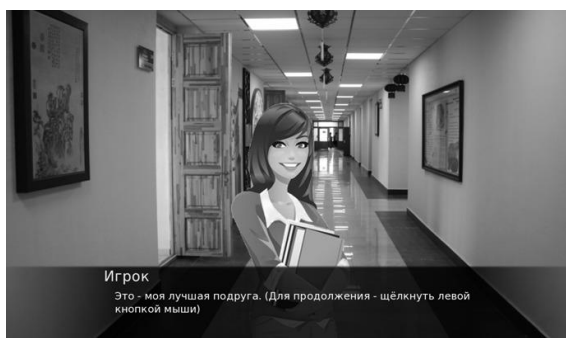 Игрок
Это - моя лучшая подруга. (Для продолжения - щёлкнуть левой
кнопкой мыши)